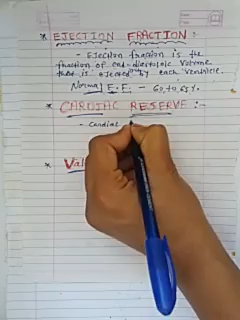 * EJECTION FRACTION :-
- Ejection fraction is the
fraction of end-diastolic volume
that is ejected out by each ventricle.
Normal E.F. - 60 to 65%.
* CARDIAC RESERVE :-
- Cardiac
* Val